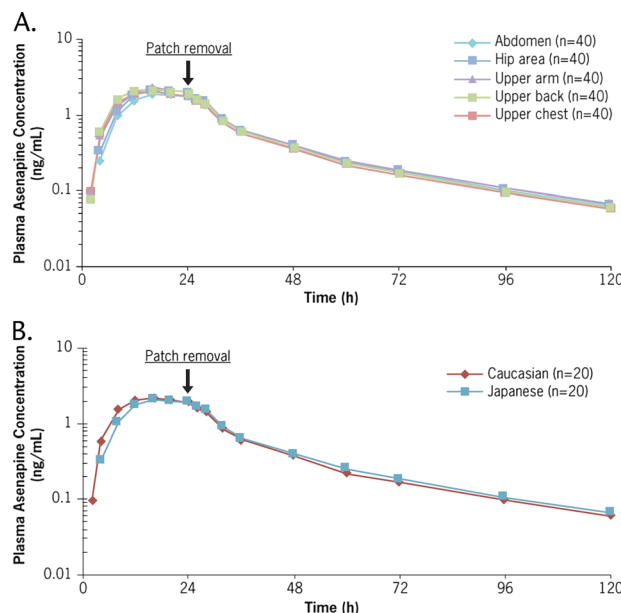 A.
Plasma Asenapine Concentration
(ng/mL)
10
1
0.1
0.01
Patch removal
Abdomen (n=40)
Hip area (n=40)
Upper arm (n=40)
Upper back (n=40)
Upper chest (n=40)
0
24
48
72
96
120
Time (h)
B.
Plasma Asenapine Concentration
(ng/mL)
10
1
0.1
0.01
Patch removal
Caucasian (n=20)
Japanese (n=20)
0
24
48
72
96
120
Time (h)